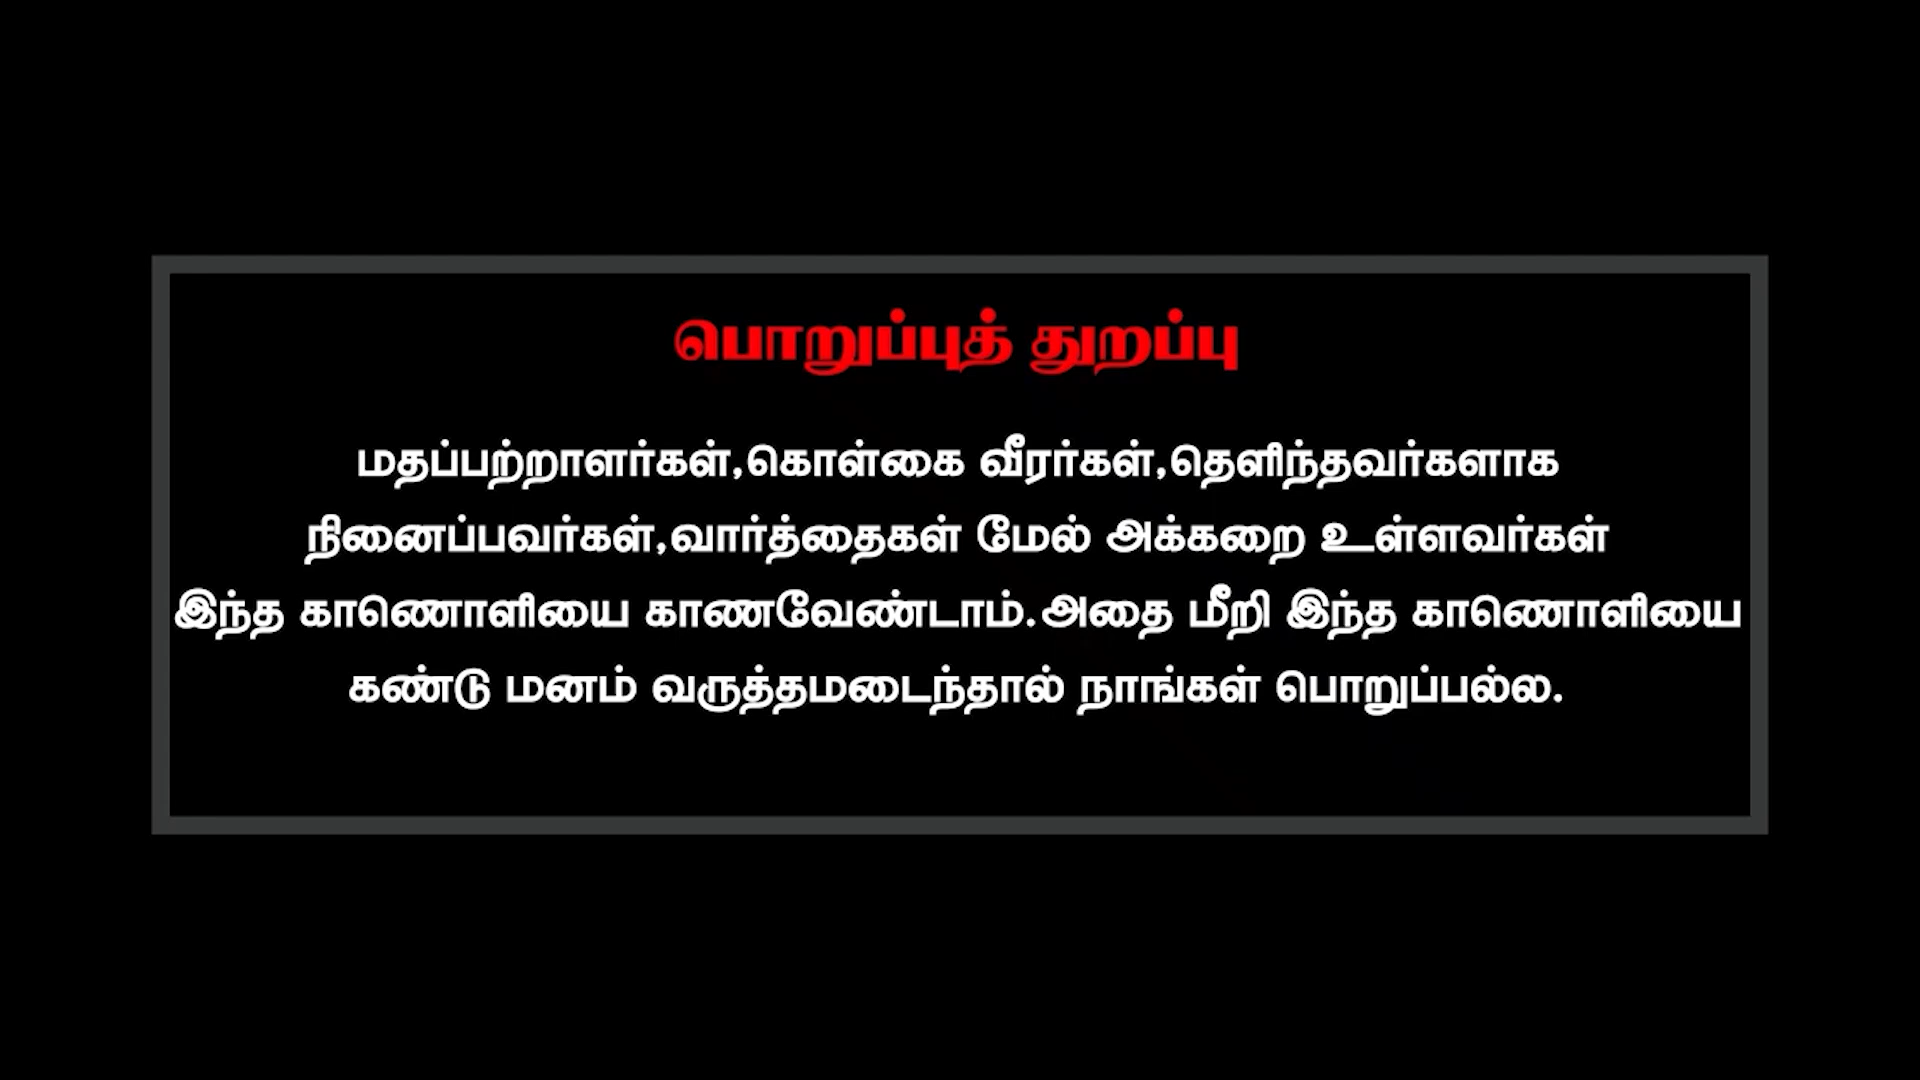 பொறுப்புத் துறப்பு
மதப்பற்றாளர்கள்,கொள்கை வீரர்கள்,தெளிந்தவர்களாக
நினைப்பவர்கள்,வார்த்தைகள் மேல் அக்கறை உள்ளவர்கள்
இந்த காணொளியை காணவேண்டாம்.அதை மீறி இந்த காணொளியை
கண்டு மனம் வருத்தமடைந்தால் நாங்கள் பொறுப்பல்ல.